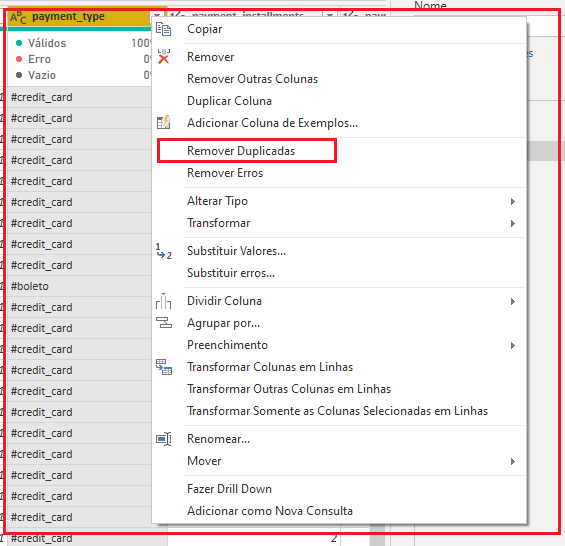 Nome
ABC payment_type
payment_installments
Válidos 100%
Erro 0%
Vazio 0%
#credit_card
#credit_card
#credit_card
#credit_card
#credit_card
#credit_card
#credit_card
#credit_card
#credit_card
#boleto
#credit_card
#credit_card
#credit_card
#credit_card
#credit_card
#credit_card
#credit_card
#credit_card
#credit_card
#credit_card
#credit_card
#credit_card
2
Copiar
Remover
Remover Outras Colunas
Duplicar Coluna
Adicionar Coluna de Exemplos...
Remover Duplicadas
Remover Erros
Alterar Tipo
Transformar
1 2 Substituir Valores...
Substituir erros...
Dividir Coluna
Agrupar por...
Preenchimento
Transformar Colunas em Linhas
Transformar Outras Colunas em Linhas
Transformar Somente as Colunas Selecionadas em Linhas
Renomear...
Mover
Fazer Drill Down
Adicionar como Nova Consulta